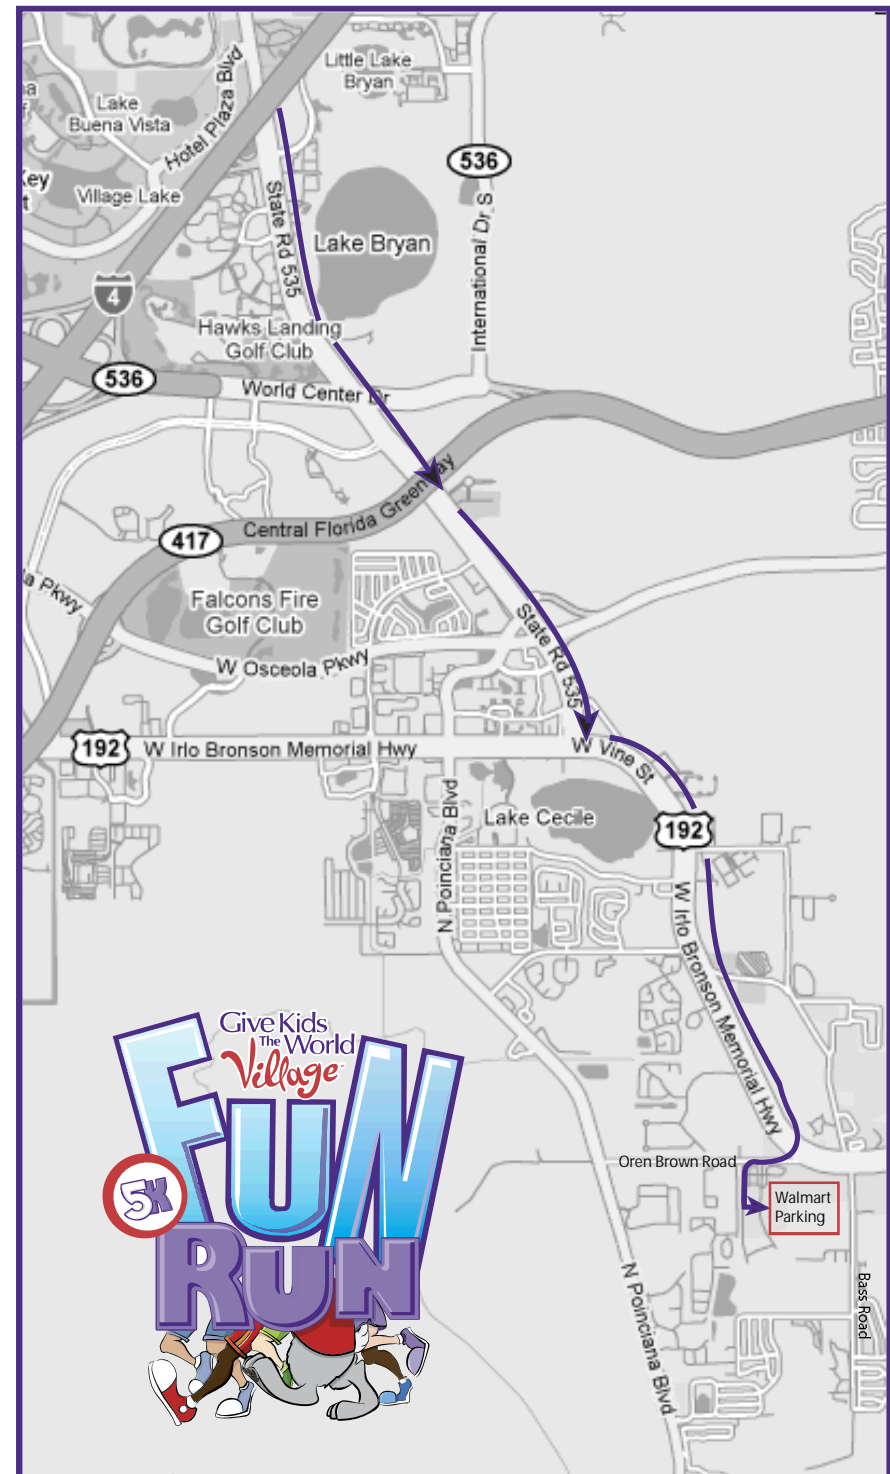 Little Lake
Bryan
Lake
Buena Vista
Hotel Plaza Blvd
Village Lake
536
State Rd 535
Lake Bryan
International Dr S
4
Hawks Landing
Golf Club
536
World Center Dr
Central Florida Greenway
417
Falcons Fire
Golf Club
State Rd 535
W Osceola Pkwy
192
W Irlo Bronson Memorial Hwy
W Vine St
Lake Cecile
192
N Poinciana Blvd
W Irlo Bronson Memorial Hwy
Give Kids
The World
Village
FUN
5K
RUN
Oren Brown Road
Walmart
Parking
N Poinciana Blvd
Bass Road